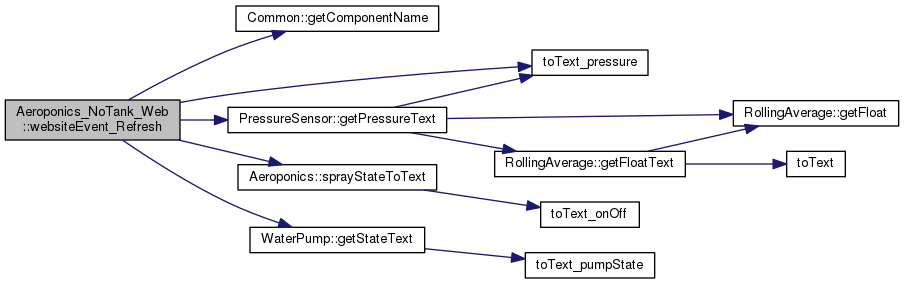 Common::getComponentName
toText_pressure
Aeroponics_NoTank_Web
::websiteEvent_Refresh
PressureSensor::getPressureText
RollingAverage::getFloat
RollingAverage::getFloatText
toText
Aeroponics::sprayStateToText
toText_onOff
WaterPump::getStateText
toText_pumpState